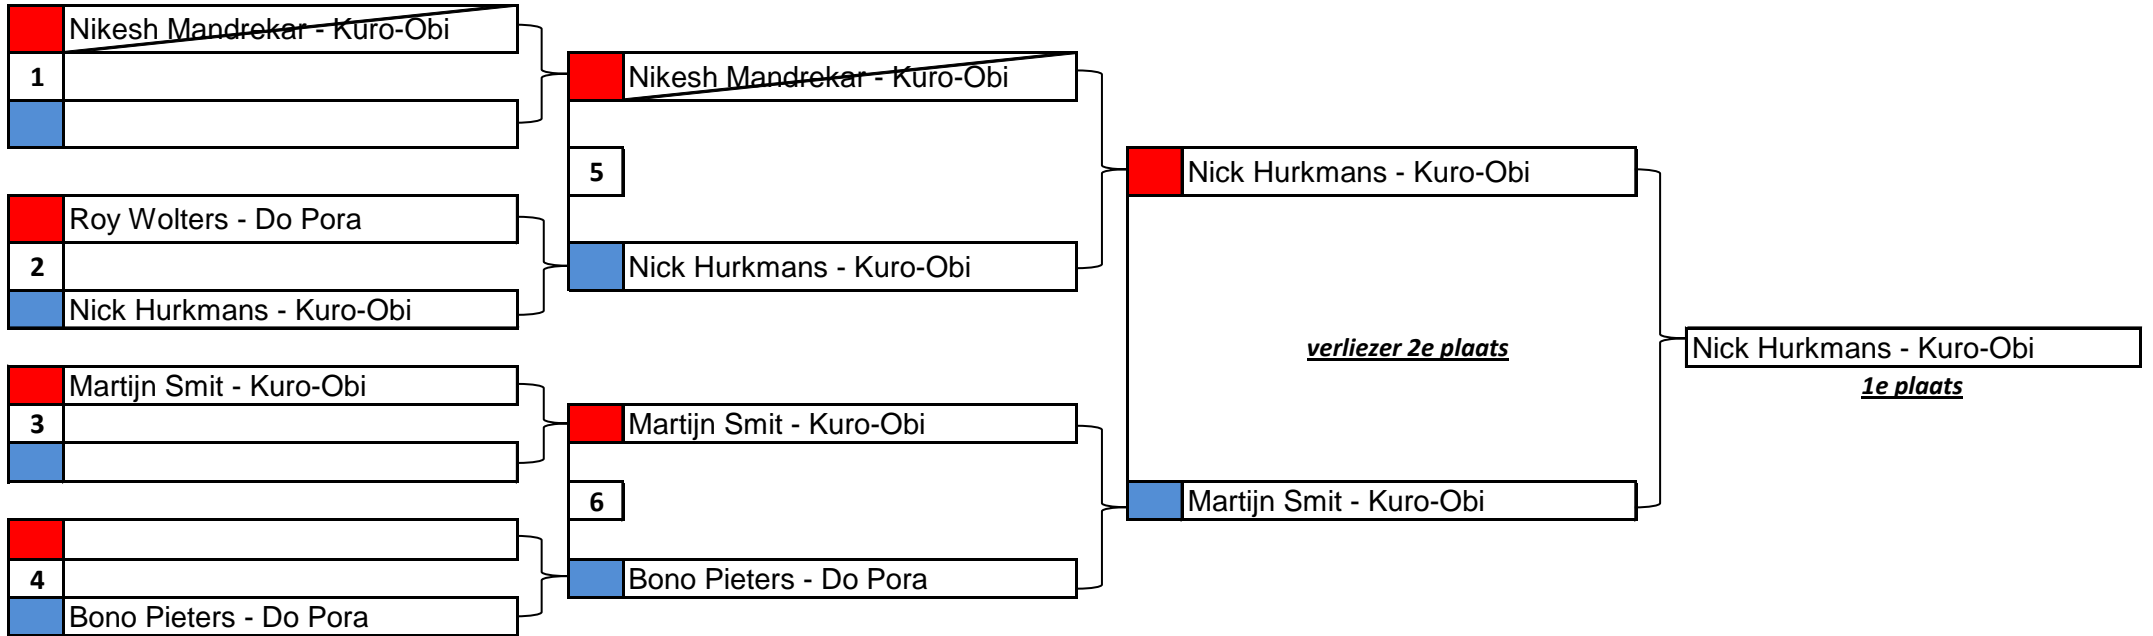 Nikesh Mandrekar - Kuro-Obi
1
Roy Wolters - Do Pora
2
Nick Hurkmans - Kuro-Obi
Martijn Smit - Kuro-Obi
3
4
Bono Pieters - Do Pora
Nikesh Mandrekar - Kuro-Obi
5
Nick Hurkmans - Kuro-Obi
Martijn Smit - Kuro-Obi
6
Bono Pieters - Do Pora
Nick Hurkmans - Kuro-Obi
verliezer 2e plaats
Martijn Smit - Kuro-Obi
Nick Hurkmans - Kuro-Obi
1e plaats